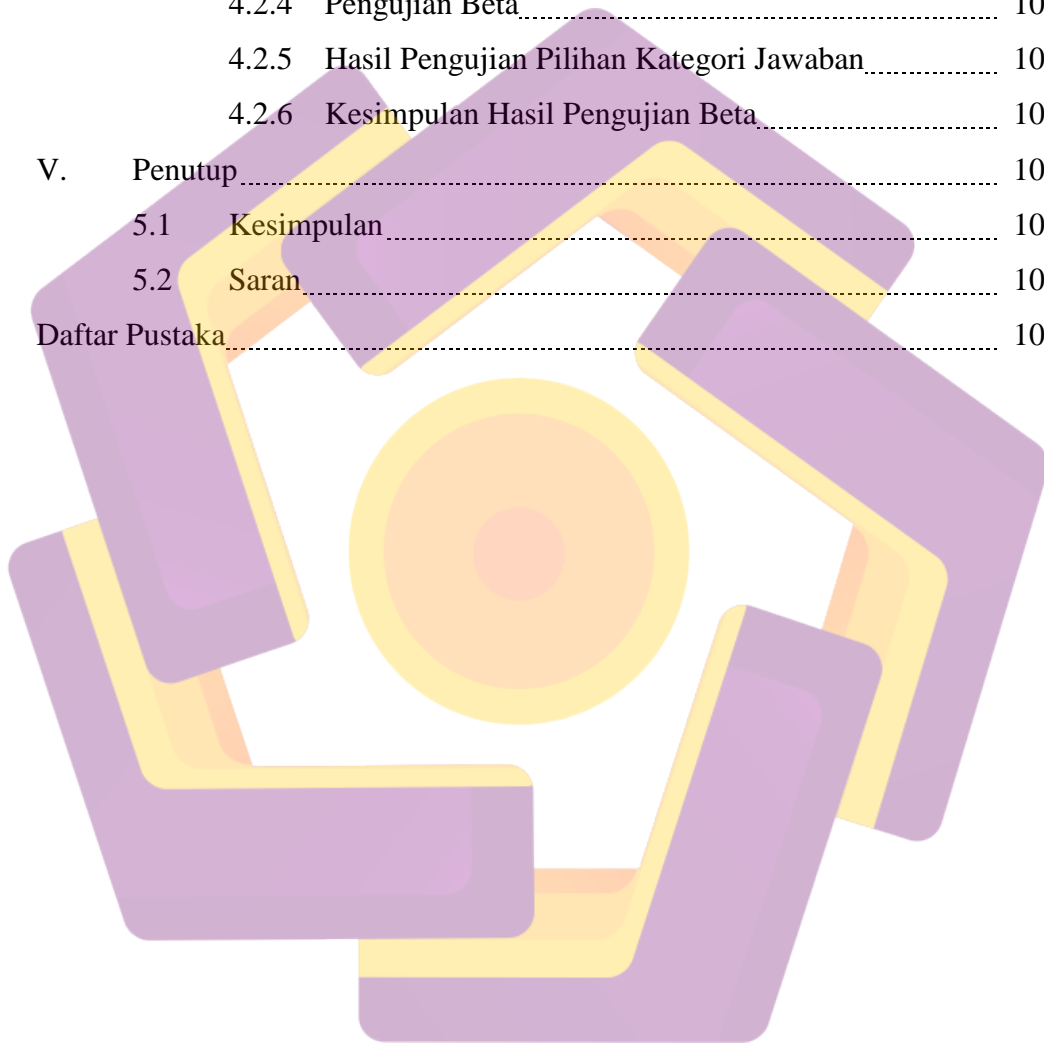 4.2.4 Pengujian Beta 10
4.2.5 Hasil Pengujian Pilihan Kategori Jawaban 10
4.2.6 Kesimpulan Hasil Pengujian Beta 10
V. Penutup 10
5.1 Kesimpulan 10
5.2 Saran 10
Daftar Pustaka 10